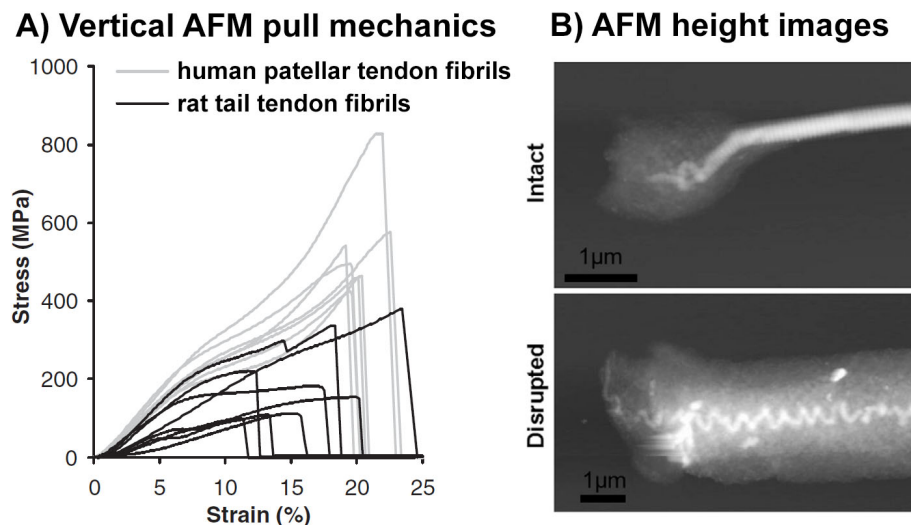 A) Vertical AFM pull mechanics
1000
800
600
400
200
0
Stress (MPa)
human patellar tendon fibrils
rat tail tendon fibrils
0 5 10 15 20 25
Strain (%)
B) AFM height images
Intact
1μm
Disrupted
1μm